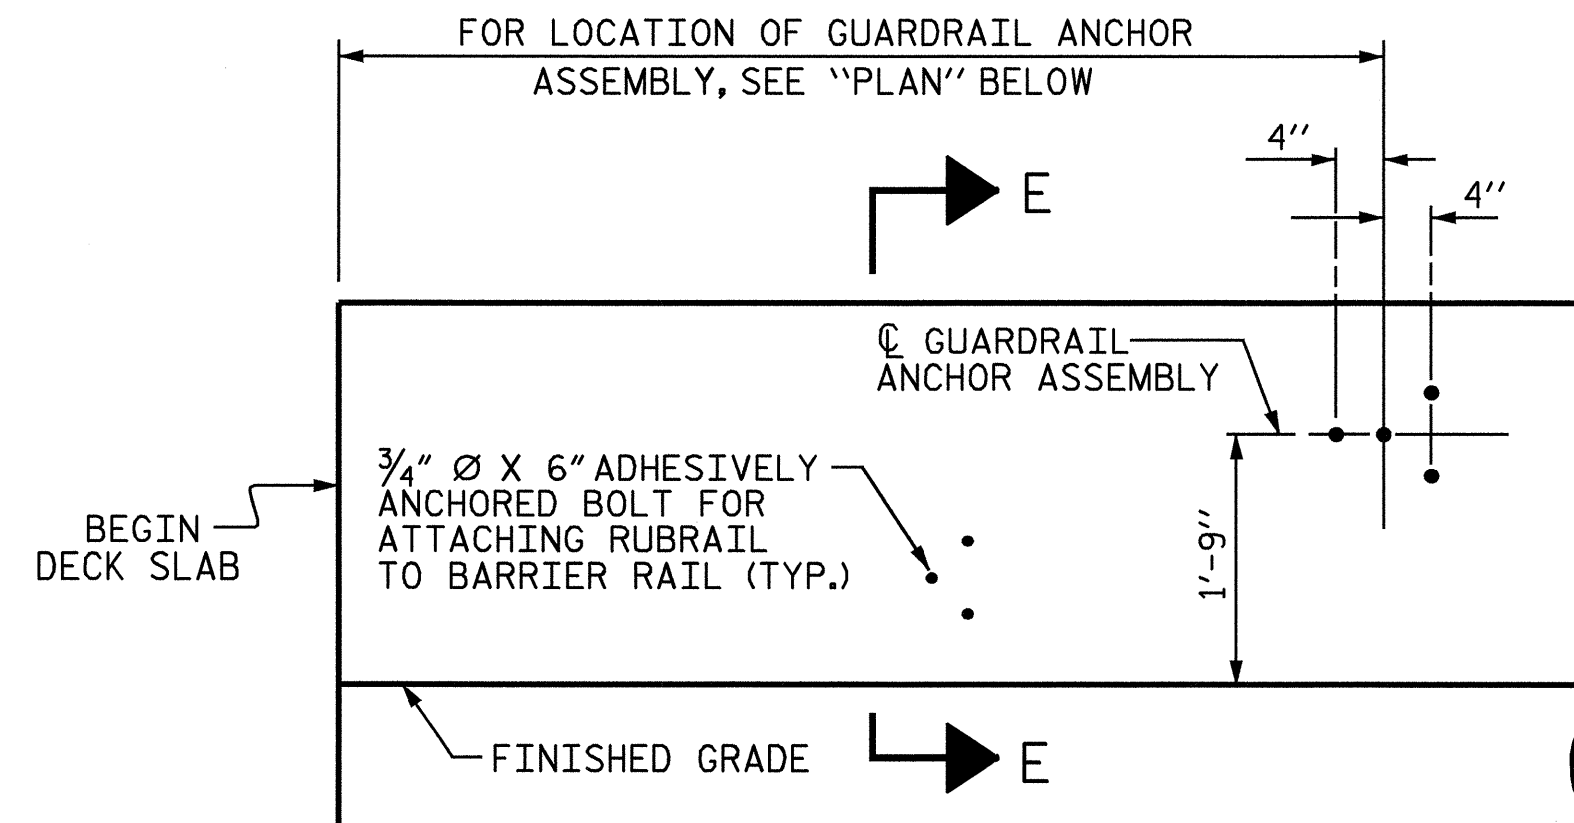 FOR LOCATION OF GUARDRAIL ANCHOR
ASSEMBLY, SEE "PLAN" BELOW
4"
4"
E
℄ GUARDRAIL
ANCHOR ASSEMBLY
3/4" Ø X 6" ADHESIVELY
ANCHORED BOLT FOR
ATTACHING RUBRAIL
TO BARRIER RAIL (TYP.)
BEGIN
DECK SLAB
1'-9"
FINISHED GRADE
E